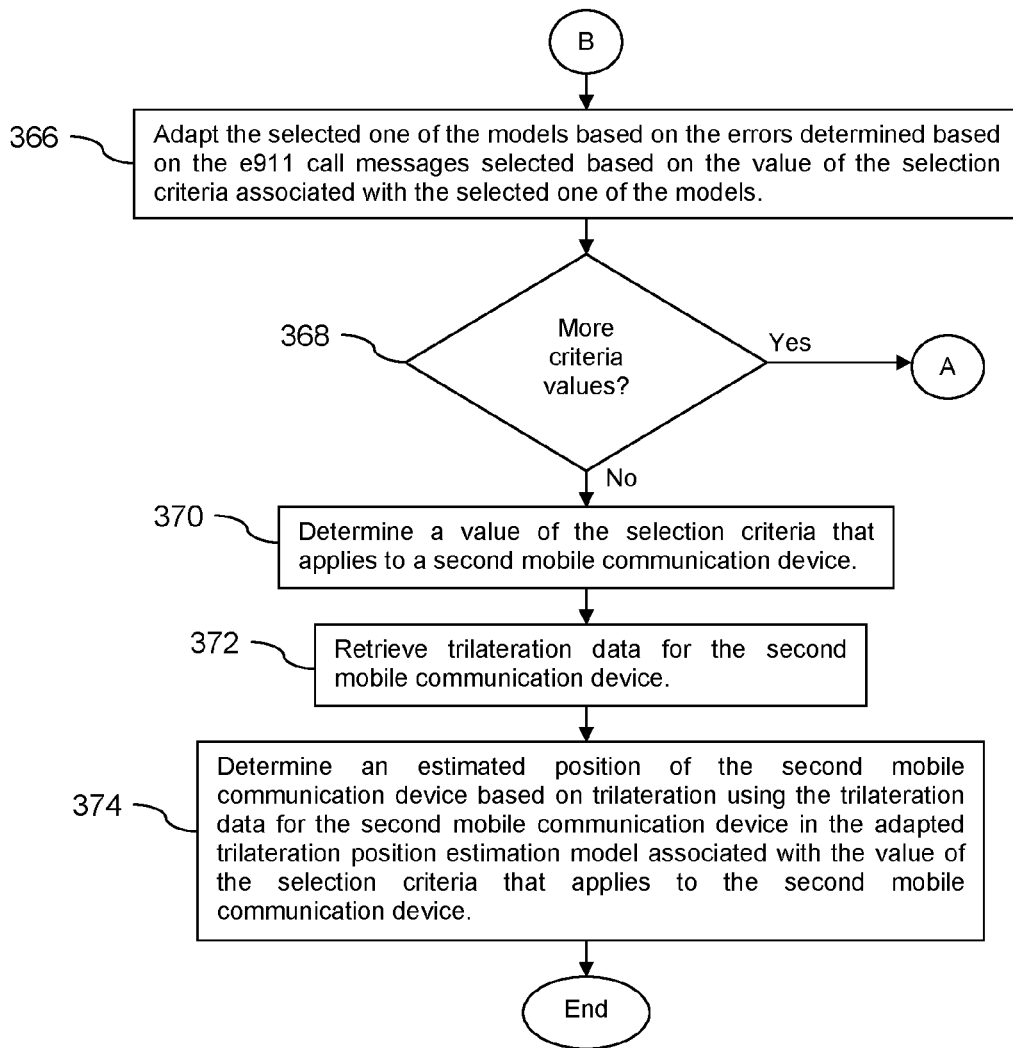 B
366
Adapt the selected one of the models based on the errors determined based
on the e911 call messages selected based on the value of the selection
criteria associated with the selected one of the models.
368
More
criteria
values?
Yes
A
No
370
Determine a value of the selection criteria that
applies to a second mobile communication device.
372
Retrieve trilateration data for the second
mobile communication device.
374
Determine an estimated position of the second mobile
communication device based on trilateration using the trilateration
data for the second mobile communication device in the adapted
trilateration position estimation model associated with the value of
the selection criteria that applies to the second mobile
communication device.
End